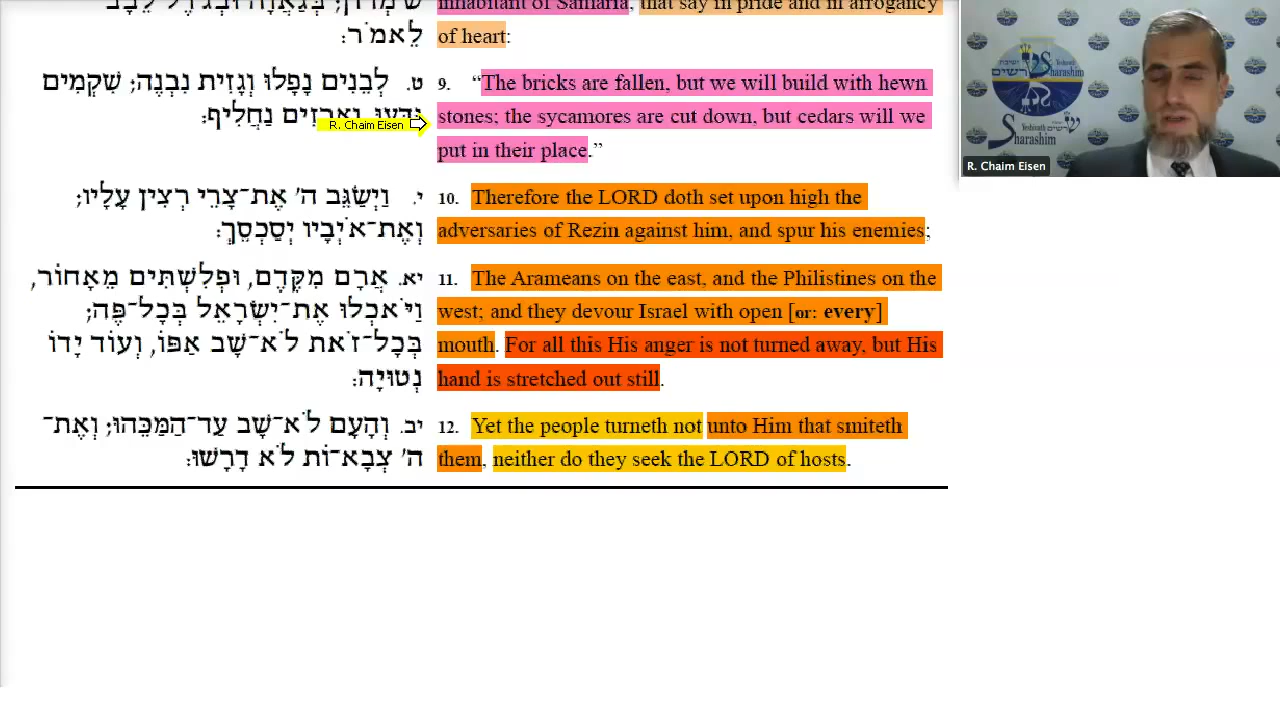 inhabitant of Samaria, that say in pride and in arrogancy
of heart:
לֵאמֹר:
ט. לְבֵנִים נָפָלוּ וְגָזִית נִבְנֶה; שִׁקְמִים
וַאֲרָזִים נַחֲלִיף:
9. “The bricks are fallen, but we will build with hewn
stones; the sycamores are cut down, but cedars will we
put in their place.”
R. Chaim Eisen
י. וַיְשַׂגֵּב ה' אֶת־צָרֵי רְצִין עָלָיו;
וְאֶת־אֹיְבָיו יְסַכְסֵךְ:
10. Therefore the LORD doth set upon high the
adversaries of Rezin against him, and spur his enemies;
יא. אֲרָם מִקֶּדֶם, וּפְלִשְׁתִּים מֵאָחוֹר,
וַיֹּאכְלוּ אֶת־יִשְׂרָאֵל בְּכָל־פֶּה;
בְּכָל־זֹאת לֹא־שָׁב אַפּוֹ, וְעוֹד יָדוֹ
נְטוּיָה:
11. The Arameans on the east, and the Philistines on the
west; and they devour Israel with open [or: every]
mouth. For all this His anger is not turned away, but His
hand is stretched out still.
יב. וְהָעָם לֹא־שָׁב עַד־הַמַּכֵּהוּ; וְאֶת־
ה' צְבָא־וֹת לֹא דָרָשׁוּ:
12. Yet the people turneth not unto Him that smiteth
them, neither do they seek the LORD of hosts.
Yeshivath
Sharashim
שרשים
Yeshivath
Sharashim
R. Chaim Eisen